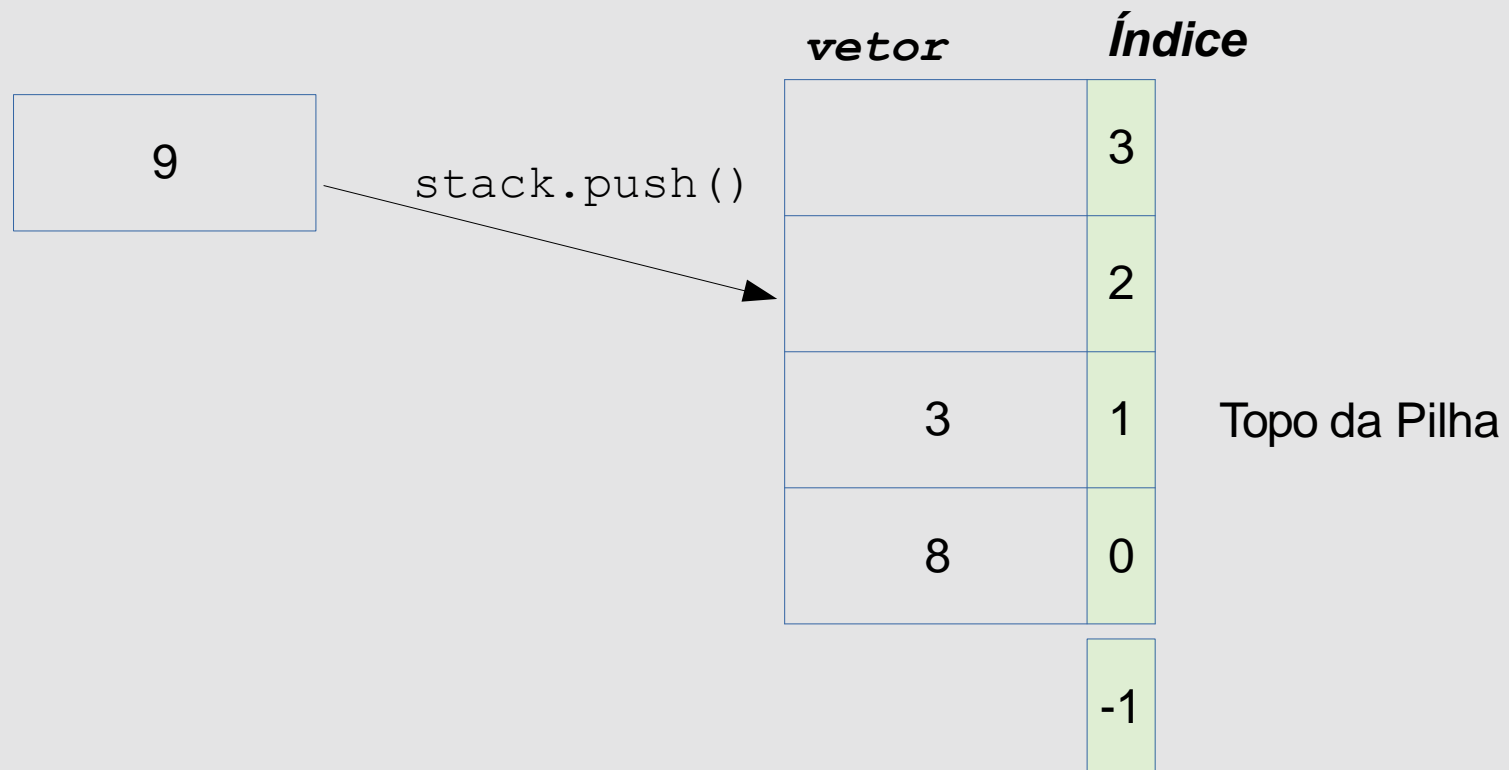 vetor Índice
9
3
stack.push()
2
3 1 Topo da Pilha
8 0
-1